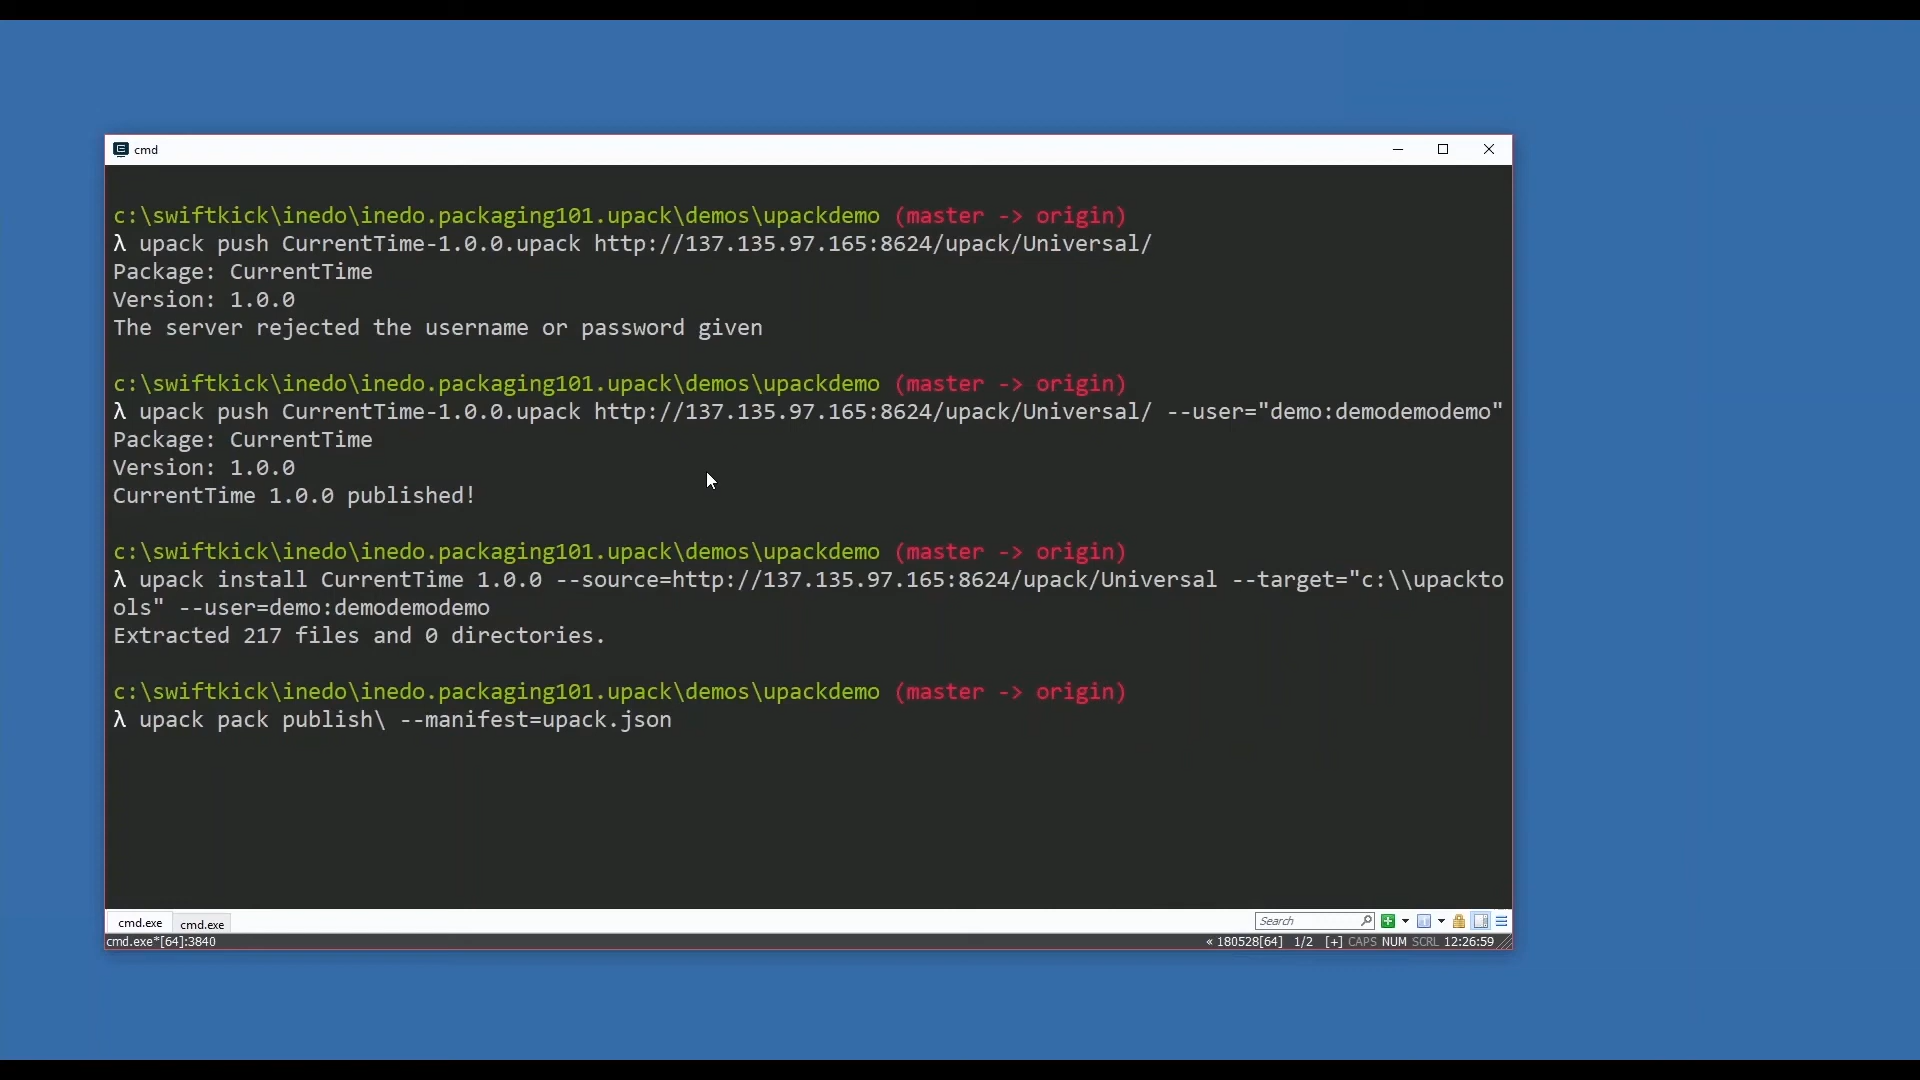 cmd
c:\swiftkick\inedo\inedo.packaging101.upack\demos\upackdemo (master -> origin)
λ upack push CurrentTime-1.0.0.upack http://137.135.97.165:8624/upack/Universal/
Package: CurrentTime
Version: 1.0.0
The server rejected the username or password given
c:\swiftkick\inedo\inedo.packaging101.upack\demos\upackdemo (master -> origin)
λ upack push CurrentTime-1.0.0.upack http://137.135.97.165:8624/upack/Universal/ --user="demo:demodemodemo"
Package: CurrentTime
Version: 1.0.0
CurrentTime 1.0.0 published!
c:\swiftkick\inedo\inedo.packaging101.upack\demos\upackdemo (master -> origin)
λ upack install CurrentTime 1.0.0 --source=http://137.135.97.165:8624/upack/Universal --target="c:\\upackto
ols" --user=demo:demodemodemo
Extracted 217 files and 0 directories.
c:\swiftkick\inedo\inedo.packaging101.upack\demos\upackdemo (master -> origin)
λ upack pack publish\ --manifest=upack.json
cmd.exe cmd.exe Search
cmd.exe*[64]:3840 « 180528[64] 1/2 [+] CAPS NUM SCRL 12:26:59